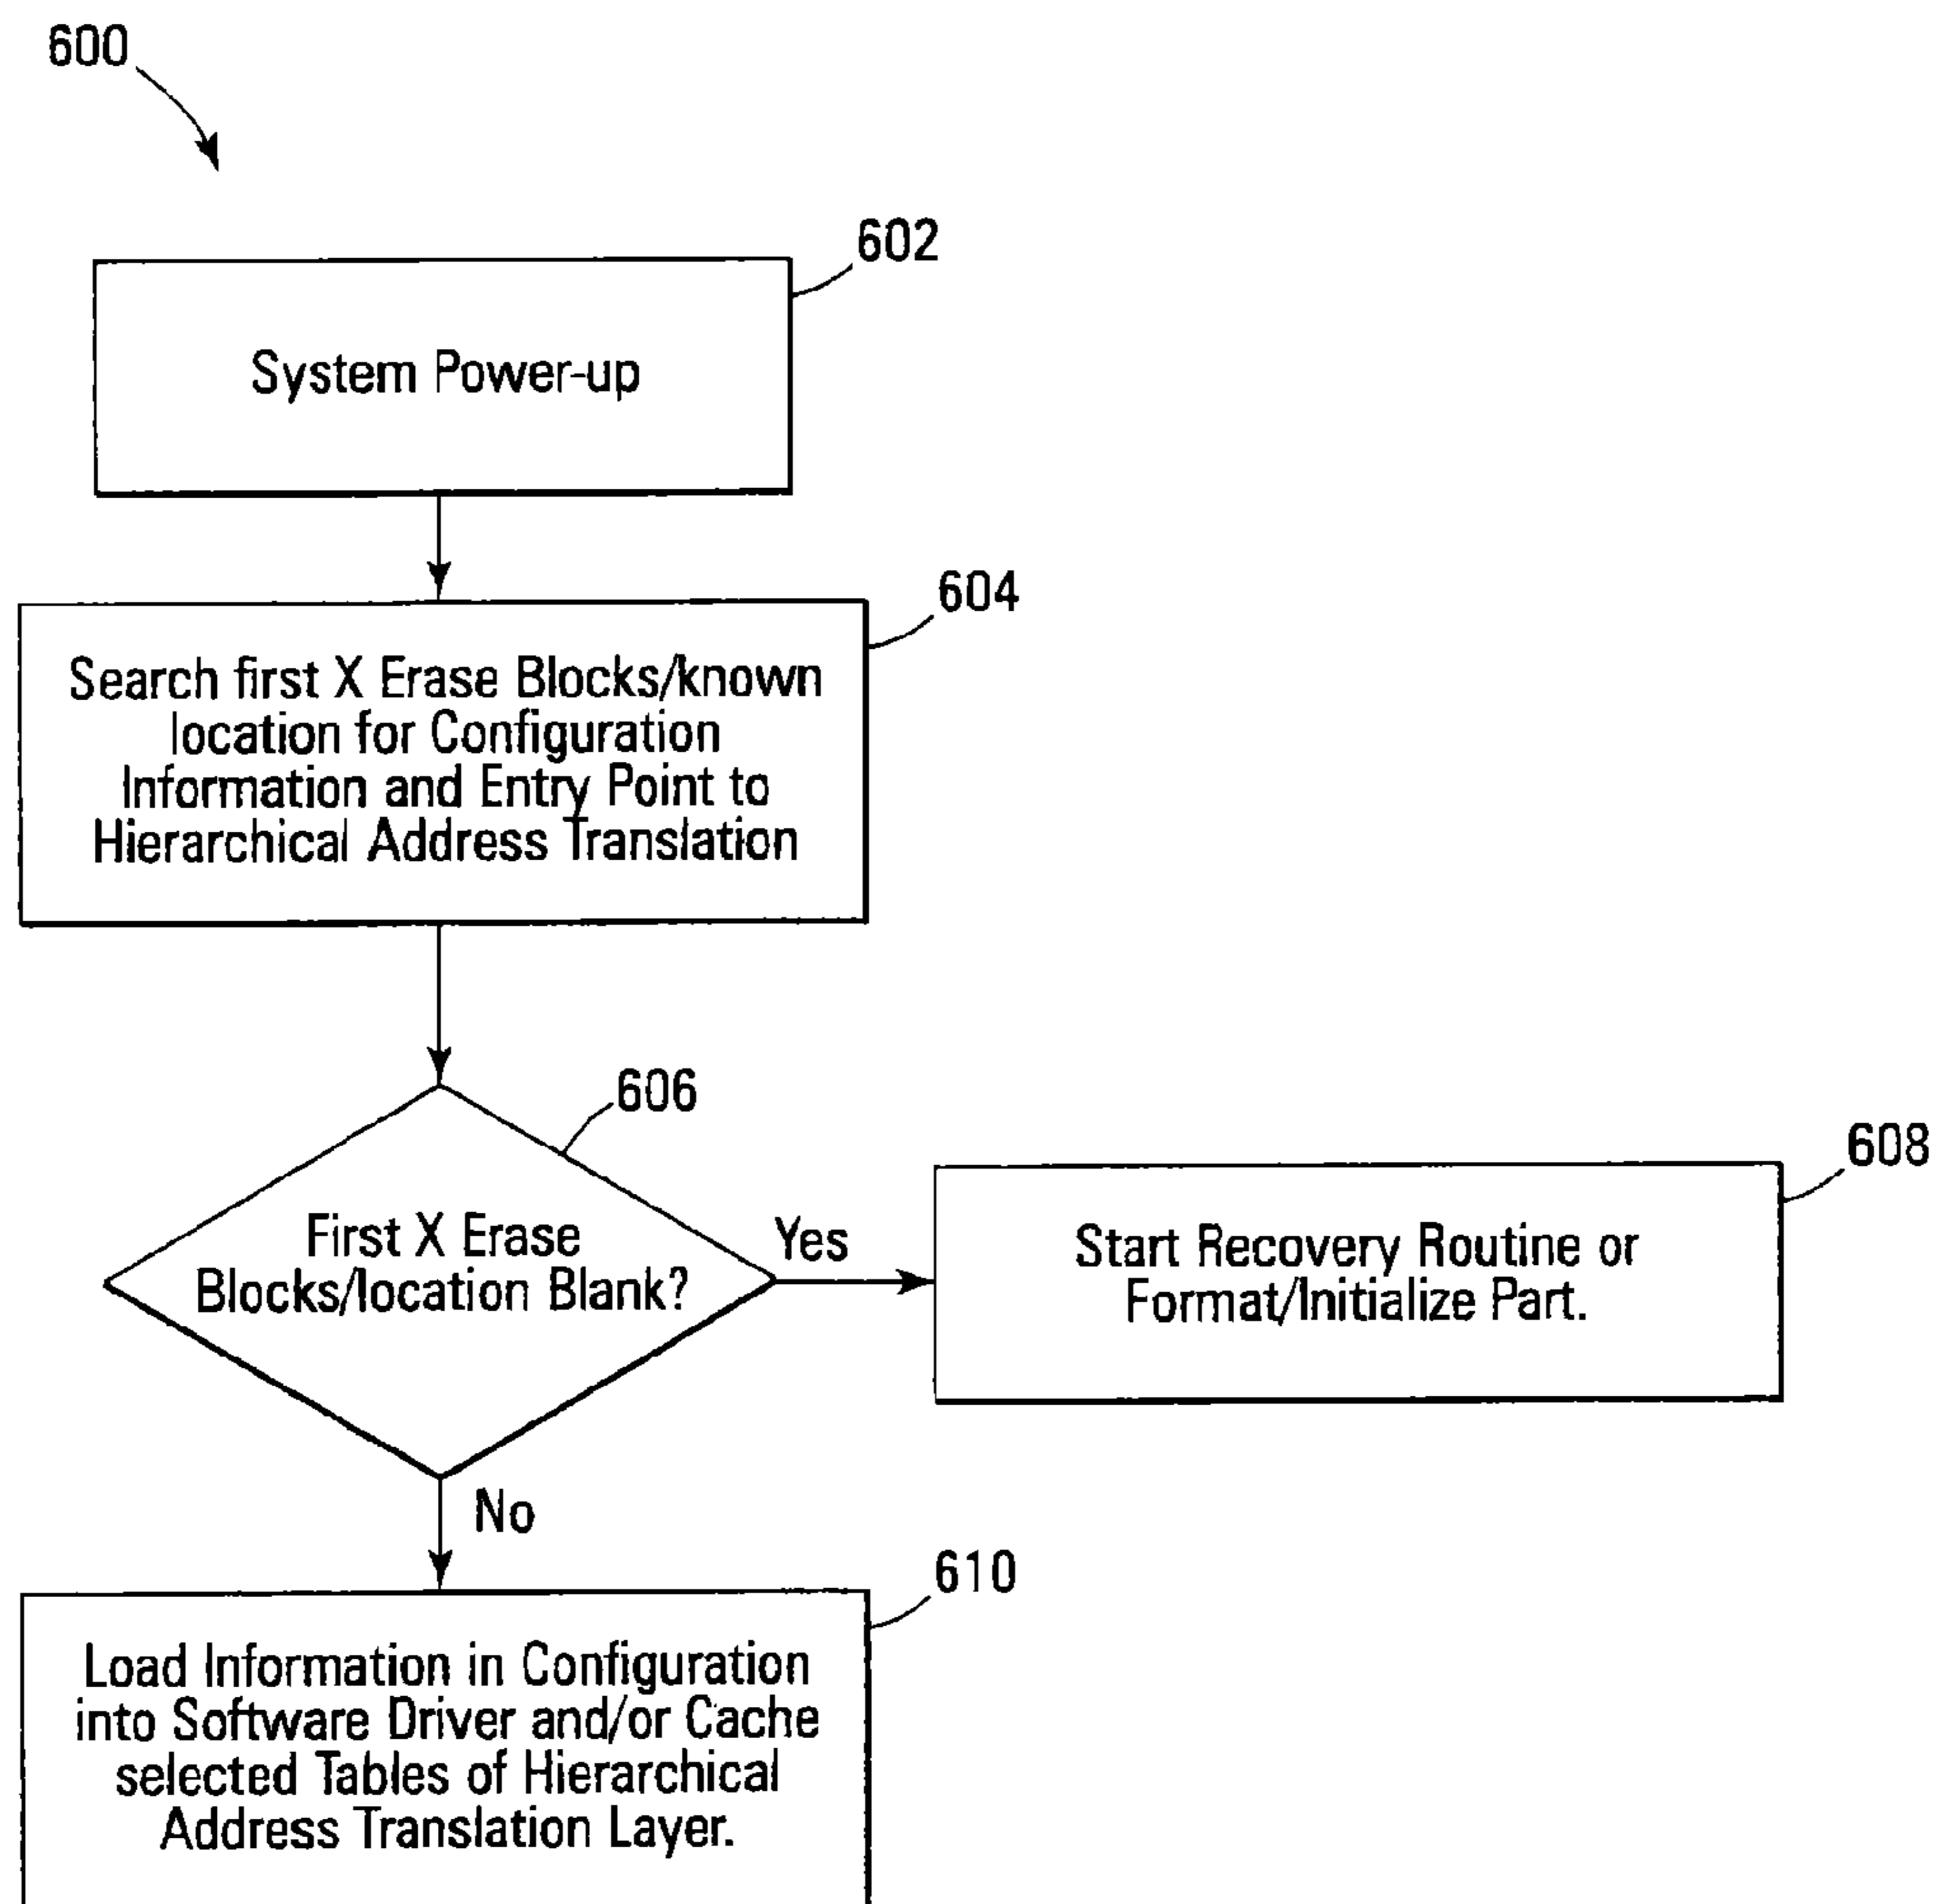 600
602
System Power-up
604
Search first X Erase Blocks/known
location for Configuration
Information and Entry Point to
Hierarchical Address Translation
606
First X Erase
Blocks/location Blank?
Yes
608
Start Recovery Routine or
Format/Initialize Part.
No
610
Load Information in Configuration
into Software Driver and/or Cache
selected Tables of Hierarchical
Address Translation Layer.